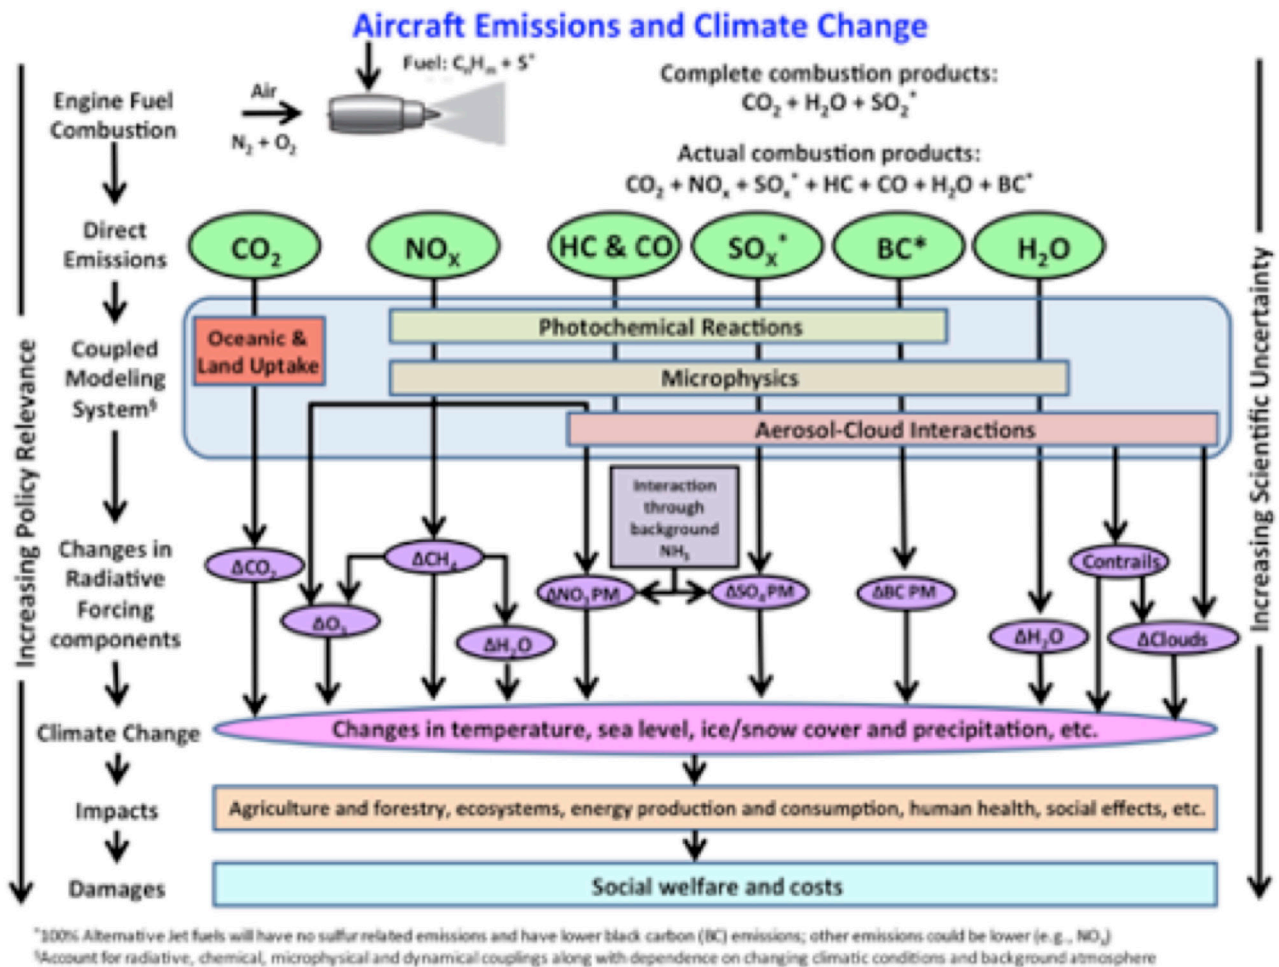 Aircraft Emissions and Climate Change
Fuel: CₙHₘ + S*
Engine Fuel
Combustion
Air
N₂ + O₂
Complete combustion products:
CO₂ + H₂O + SO₂*
Actual combustion products:
CO₂ + NOₓ + SOₓ* + HC + CO + H₂O + BC*
Direct
Emissions
CO₂
NOₓ
HC & CO
SOₓ*
BC*
H₂O
Coupled
Modeling
System§
Oceanic &
Land Uptake
Photochemical Reactions
Microphysics
Aerosol-Cloud Interactions
Interaction
through
background
NH₃
Changes in
Radiative
Forcing
components
ΔCO₂
ΔCH₄
ΔO₃
ΔH₂O
ΔNO₃ PM
ΔSO₄ PM
ΔBC PM
ΔH₂O
Contrails
ΔClouds
Climate Change
Changes in temperature, sea level, ice/snow cover and precipitation, etc.
Impacts
Agriculture and forestry, ecosystems, energy production and consumption, human health, social effects, etc.
Damages
Social welfare and costs
Increasing Policy Relevance
Increasing Scientific Uncertainty
*100% Alternative Jet fuels will have no sulfur related emissions and have lower black carbon (BC) emissions; other emissions could be lower (e.g., NOₓ)
§Account for radiative, chemical, microphysical and dynamical couplings along with dependence on changing climatic conditions and background atmosphere